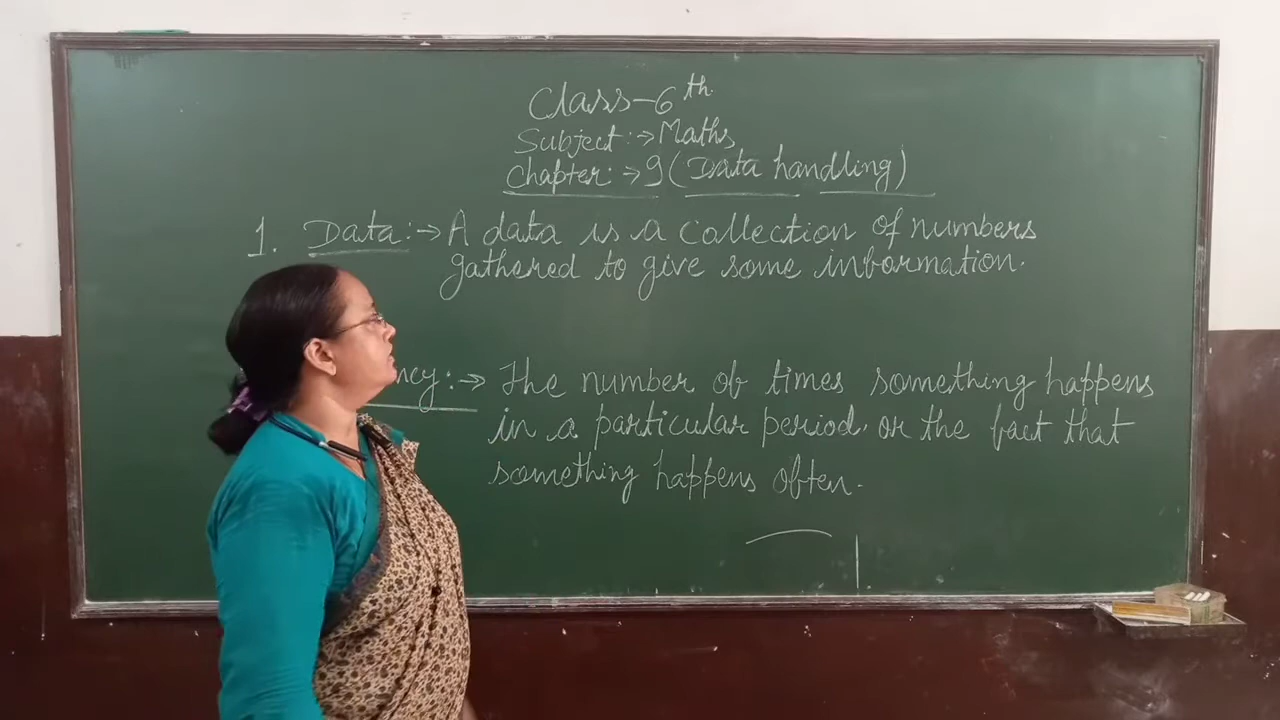 Class-6th
Subject:→Maths
Chapter:→9(Data handling)
1. Data:→A data is a collection of numbers
gathered to give some information.
ncy:→The number of times something happens
in a particular period, or the fact that
something happens often.